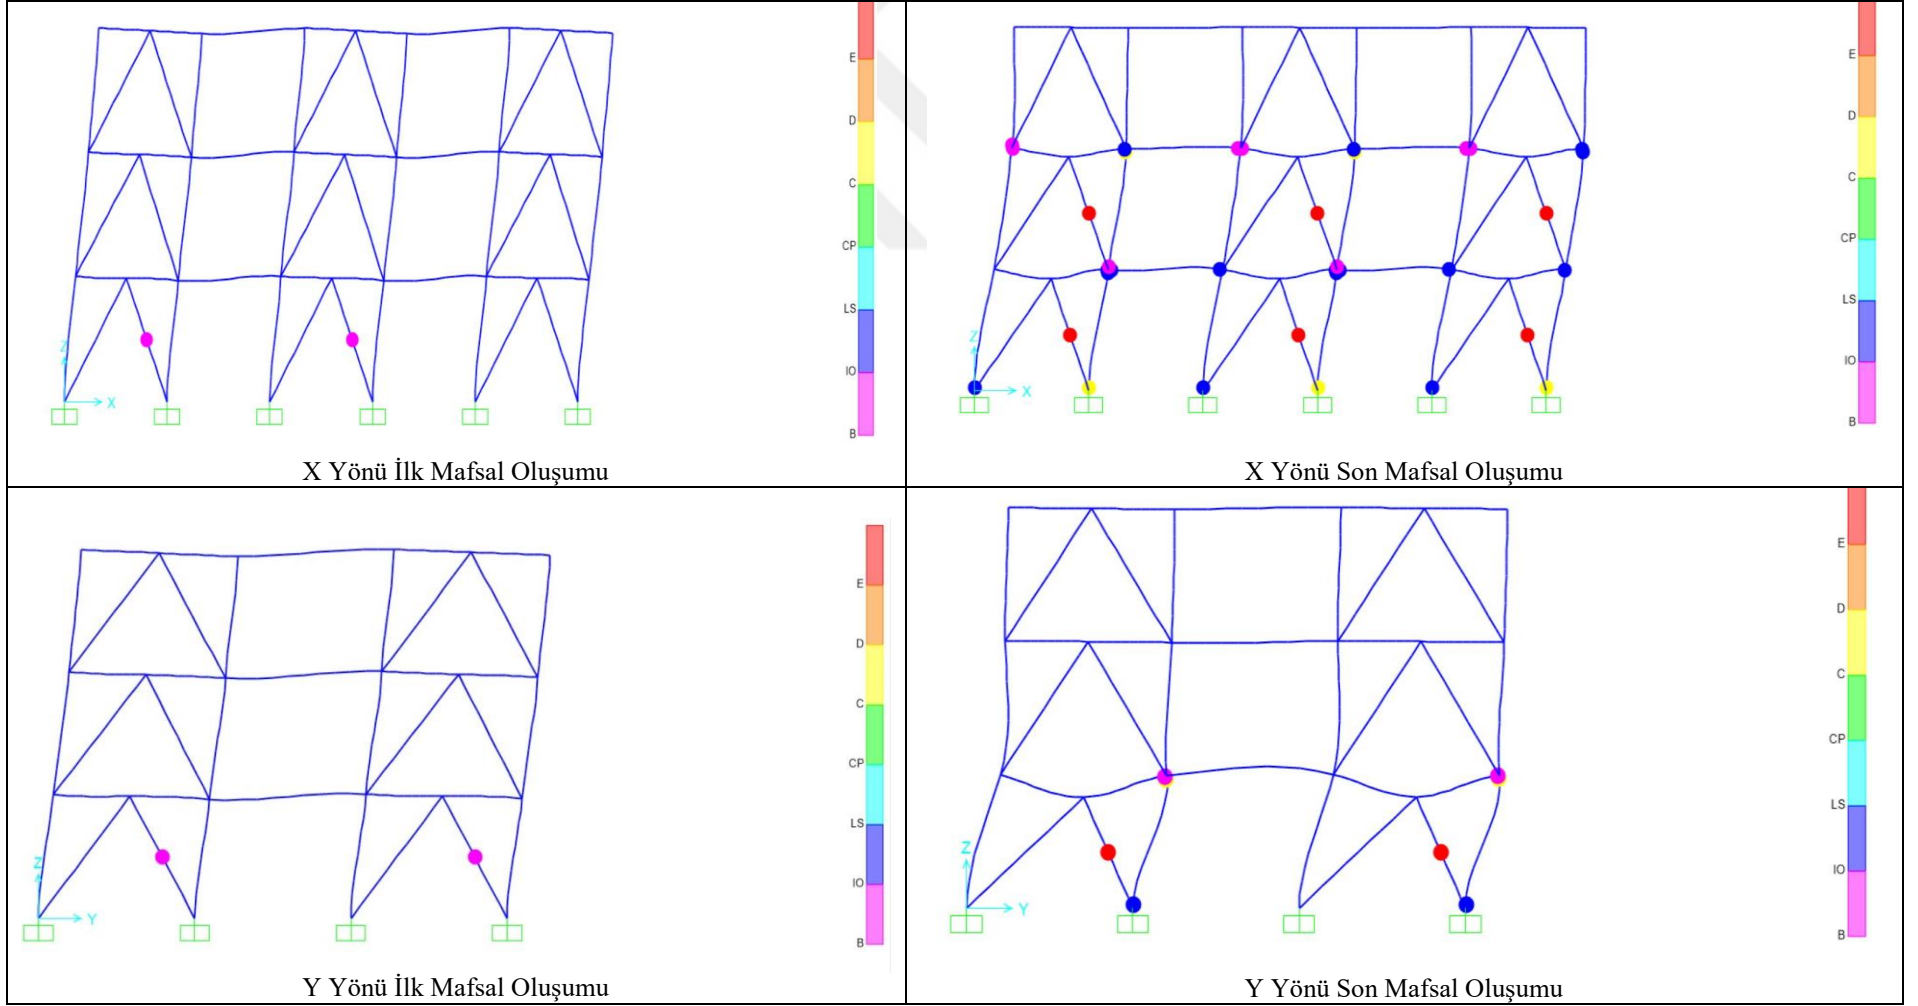 E
D
C
CP
LS
IO
B
Z
X
X Yönü İlk Mafsal Oluşumu
E
D
C
CP
LS
IO
B
Z
X
X Yönü Son Mafsal Oluşumu
E
D
C
CP
LS
IO
B
Z
Y
Y Yönü İlk Mafsal Oluşumu
E
D
C
CP
LS
IO
B
Z
Y
Y Yönü Son Mafsal Oluşumu